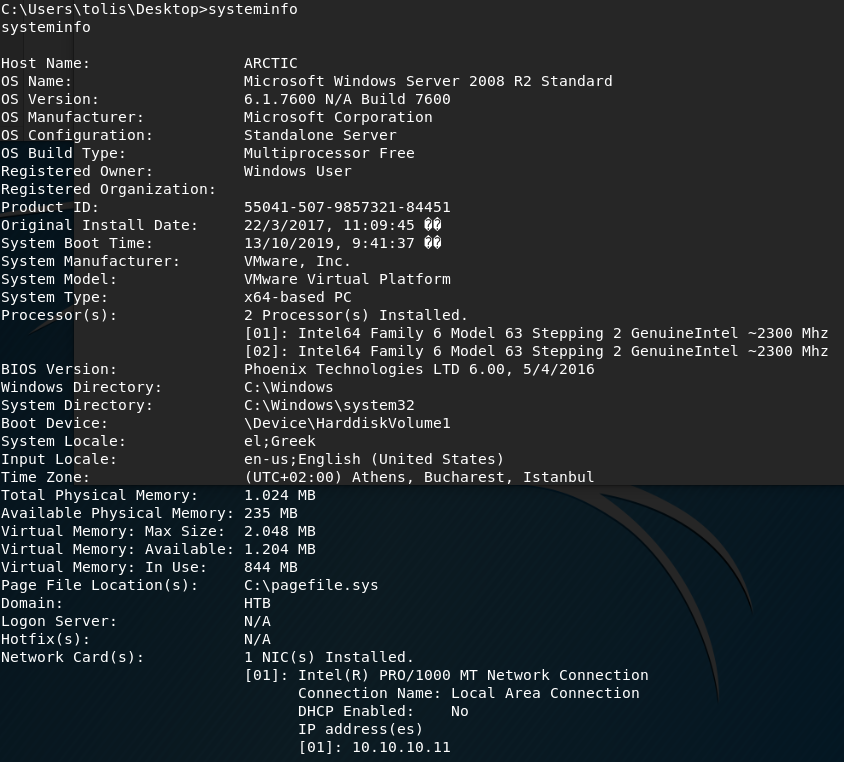 C:\Users\tolis\Desktop>systeminfo
systeminfo
Host Name: ARCTIC
OS Name: Microsoft Windows Server 2008 R2 Standard
OS Version: 6.1.7600 N/A Build 7600
OS Manufacturer: Microsoft Corporation
OS Configuration: Standalone Server
OS Build Type: Multiprocessor Free
Registered Owner: Windows User
Registered Organization:
Product ID: 55041-507-9857321-84451
Original Install Date: 22/3/2017, 11:09:45 ��
System Boot Time: 13/10/2019, 9:41:37 ��
System Manufacturer: VMware, Inc.
System Model: VMware Virtual Platform
System Type: x64-based PC
Processor(s): 2 Processor(s) Installed.
[01]: Intel64 Family 6 Model 63 Stepping 2 GenuineIntel ~2300 Mhz
[02]: Intel64 Family 6 Model 63 Stepping 2 GenuineIntel ~2300 Mhz
BIOS Version: Phoenix Technologies LTD 6.00, 5/4/2016
Windows Directory: C:\Windows
System Directory: C:\Windows\system32
Boot Device: \Device\HarddiskVolume1
System Locale: el;Greek
Input Locale: en-us;English (United States)
Time Zone: (UTC+02:00) Athens, Bucharest, Istanbul
Total Physical Memory: 1.024 MB
Available Physical Memory: 235 MB
Virtual Memory: Max Size: 2.048 MB
Virtual Memory: Available: 1.204 MB
Virtual Memory: In Use: 844 MB
Page File Location(s): C:\pagefile.sys
Domain: HTB
Logon Server: N/A
Hotfix(s): N/A
Network Card(s): 1 NIC(s) Installed.
[01]: Intel(R) PRO/1000 MT Network Connection
Connection Name: Local Area Connection
DHCP Enabled: No
IP address(es)
[01]: 10.10.10.11